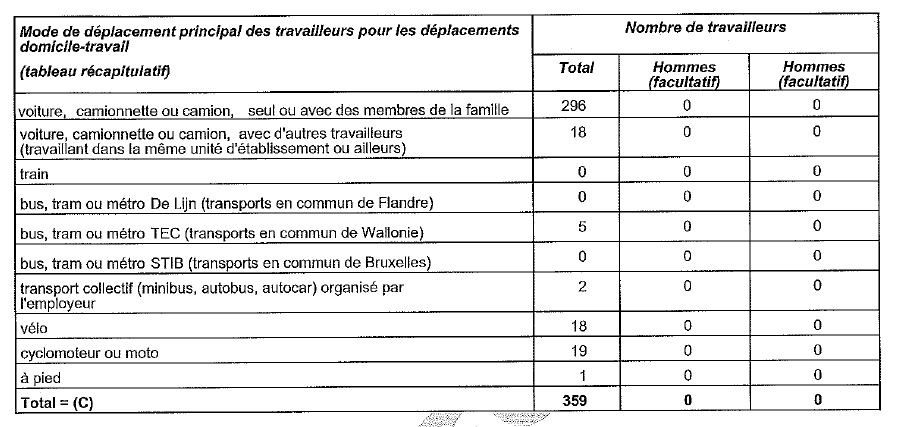 Mode de déplacement principal des travailleurs pour les déplacements
domicile-travail
(tableau récapitulatif)
Nombre de travailleurs
Total
Hommes
(facultatif)
Hommes
(facultatif)
voiture, camionnette ou camion, seul ou avec des membres de la famille 296 0 0
voiture, camionnette ou camion, avec d'autres travailleurs
(travaillant dans la même unité d'établissement ou ailleurs) 18 0 0
train 0 0 0
bus, tram ou métro De Lijn (transports en commun de Flandre) 0 0 0
bus, tram ou métro TEC (transports en commun de Wallonie) 5 0 0
bus, tram ou métro STIB (transports en commun de Bruxelles) 0 0 0
transport collectif (minibus, autobus, autocar) organisé par
l'employeur 2 0 0
vélo 18 0 0
cyclomoteur ou moto 19 0 0
à pied 1 0 0
Total = (C) 359 0 0